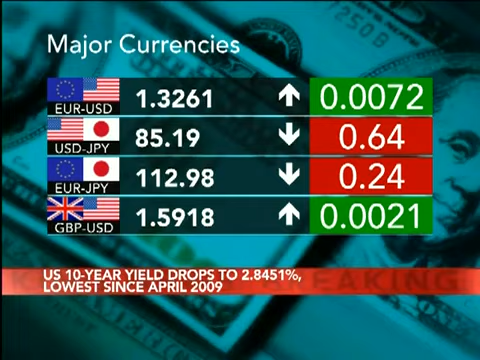 Major Currencies
EUR-USD 1.3261 0.0072
USD-JPY 85.19 0.64
EUR-JPY 112.98 0.24
GBP-USD 1.5918 0.0021
US 10-YEAR YIELD DROPS TO 2.8451%,
LOWEST SINCE APRIL 2009
BREAKING